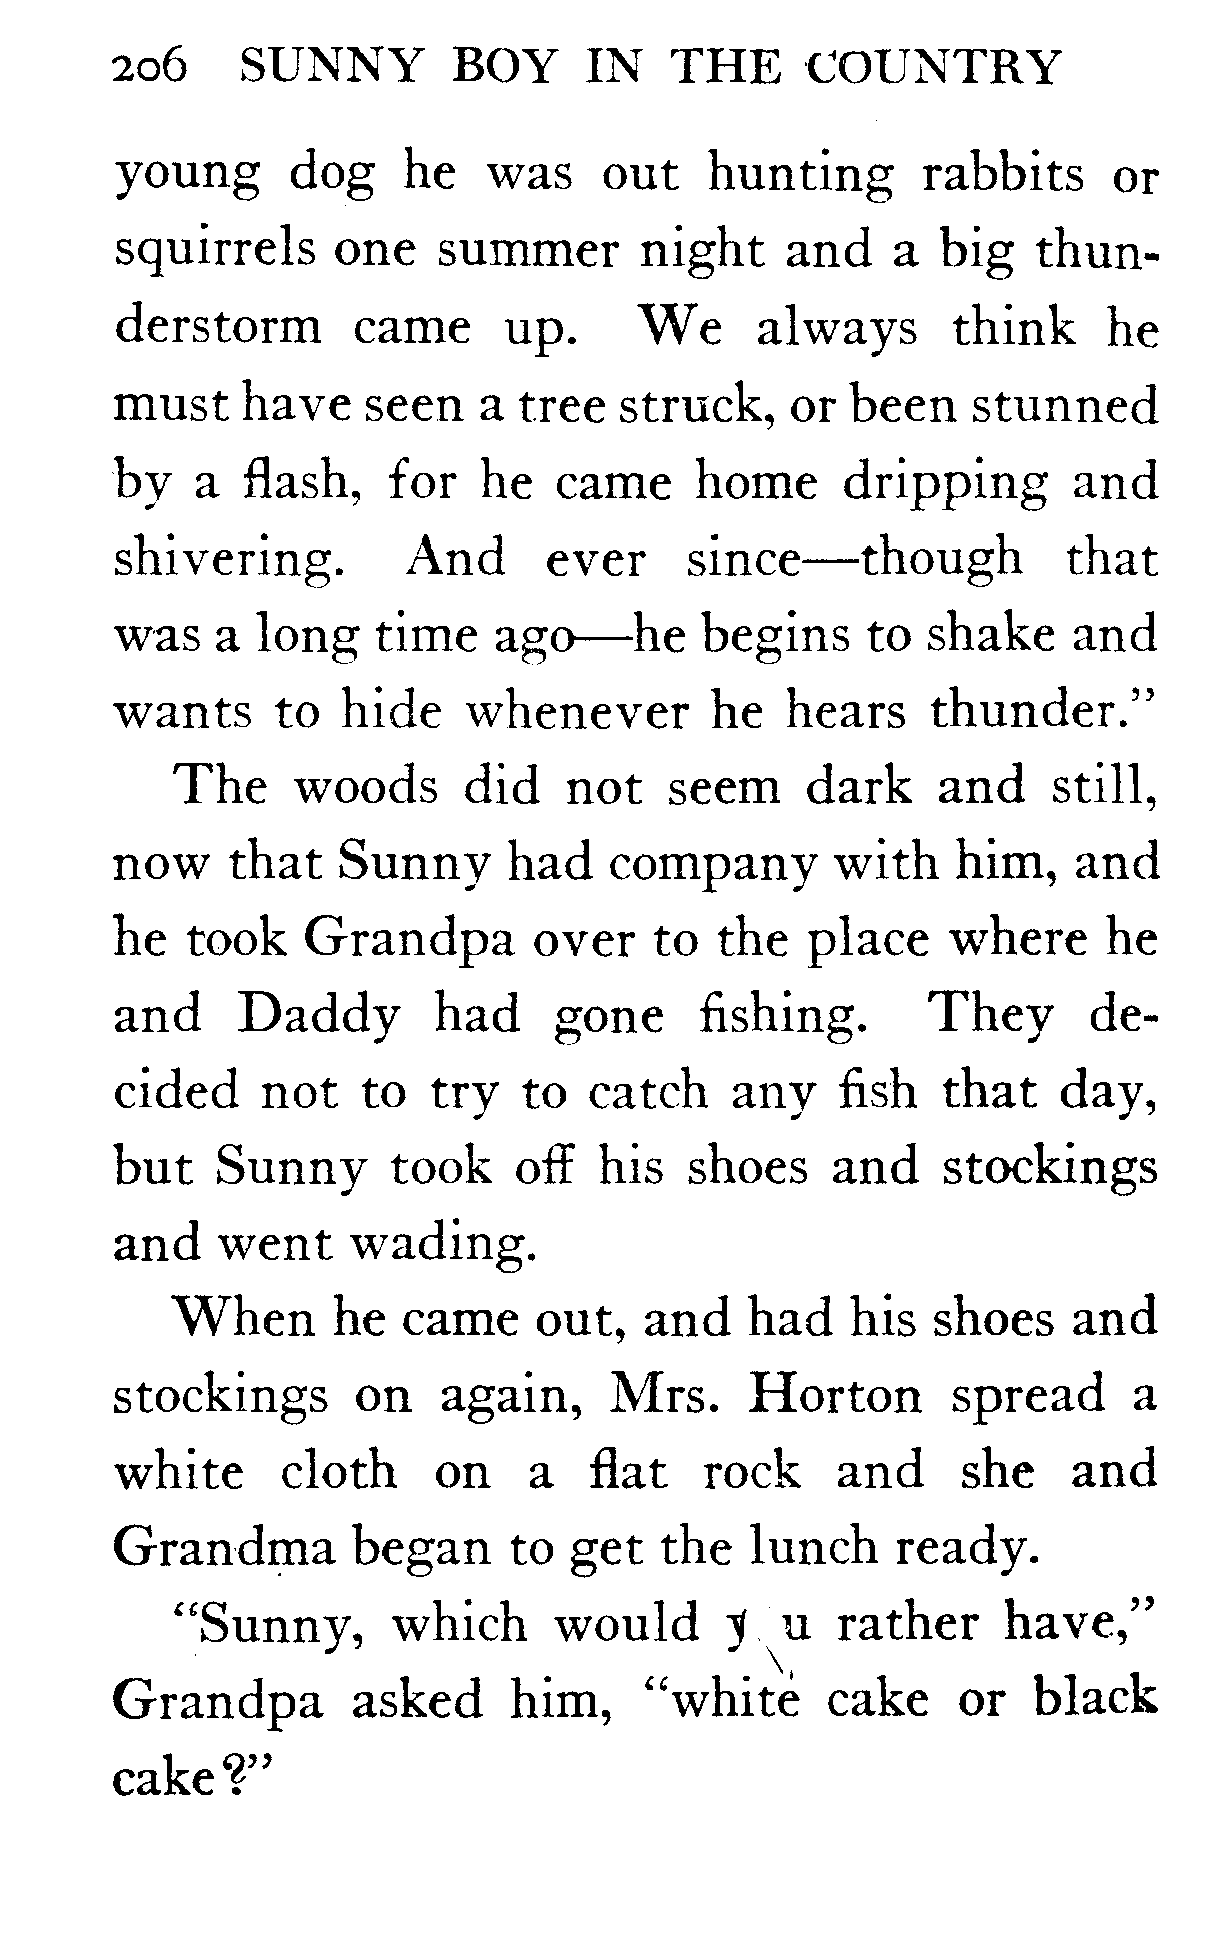 206 SUNNY BOY IN THE COUNTRY
young dog he was out hunting rabbits or
squirrels one summer night and a big thun-
derstorm came up. We always think he
must have seen a tree struck, or been stunned
by a flash, for he came home dripping and
shivering. And ever since—though that
was a long time ago—he begins to shake and
wants to hide whenever he hears thunder."
The woods did not seem dark and still,
now that Sunny had company with him, and
he took Grandpa over to the place where he
and Daddy had gone fishing. They de-
cided not to try to catch any fish that day,
but Sunny took off his shoes and stockings
and went wading.
When he came out, and had his shoes and
stockings on again, Mrs. Horton spread a
white cloth on a flat rock and she and
Grandma began to get the lunch ready.
"Sunny, which would y u rather have,"
Grandpa asked him, "white cake or black
cake?"